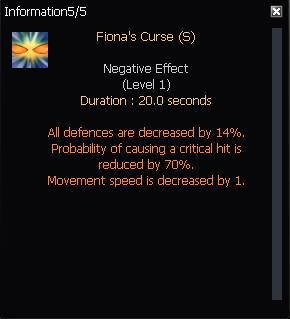 Information5/5
Fiona's Curse (S)
Negative Effect
(Level 1)
Duration : 20.0 seconds
All defences are decreased by 14%.
Probability of causing a critical hit is
reduced by 70%.
Movement speed is decreased by 1.